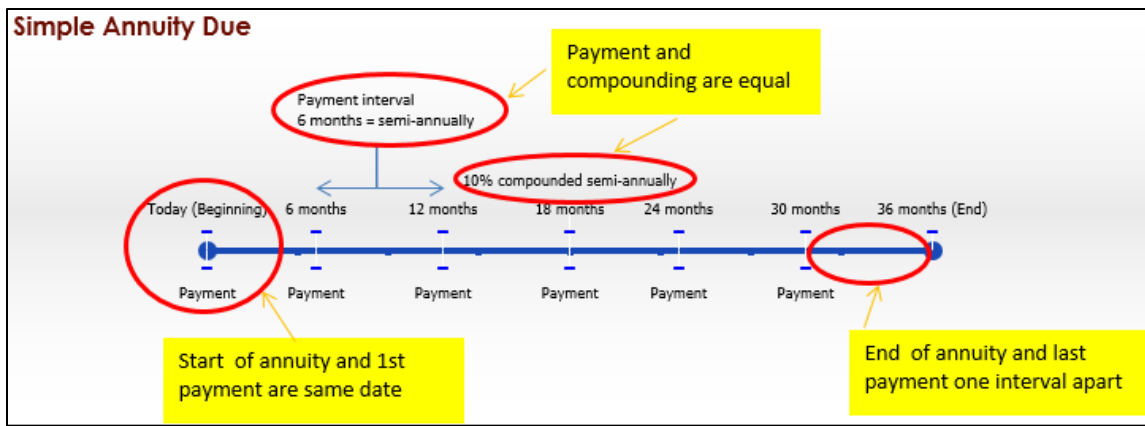 Simple Annuity Due
Payment and
compounding are equal
Payment interval
6 months = semi-annually
10% compounded semi-annually
Today (Beginning) 6 months 12 months 18 months 24 months 30 months 36 months (End)
Payment Payment Payment Payment Payment Payment
Start of annuity and 1st
payment are same date
End of annuity and last
payment one interval apart